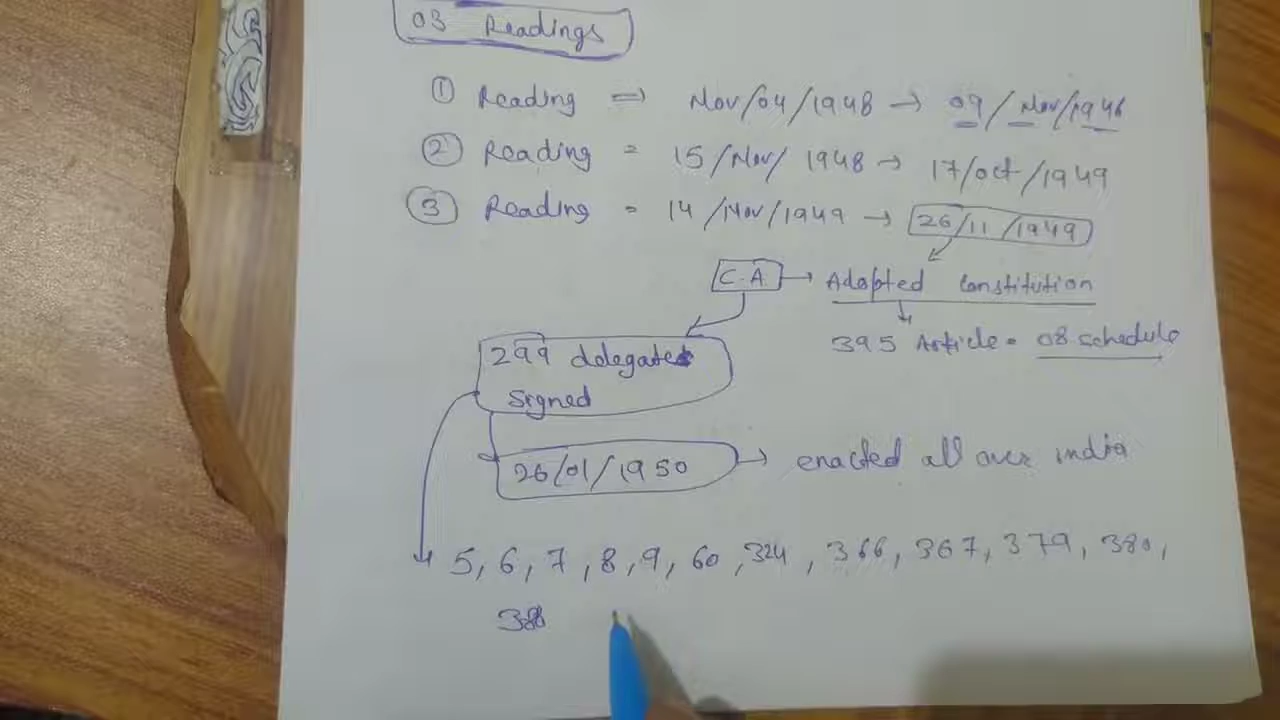 03 Readings
① Reading ⇒ Nov/04/1948 → 09/Nov/1946
② Reading = 15/Nov/1948 → 17/oct/1949
③ Reading = 14/Nov/1949 → 26/11/1949
C.A → Adopted Constitution
395 Article = 08 schedule
299 delegates
signed
26/01/1950 → enacted all over india
5, 6, 7, 8, 9, 60, 324, 366, 367, 379, 380,
388